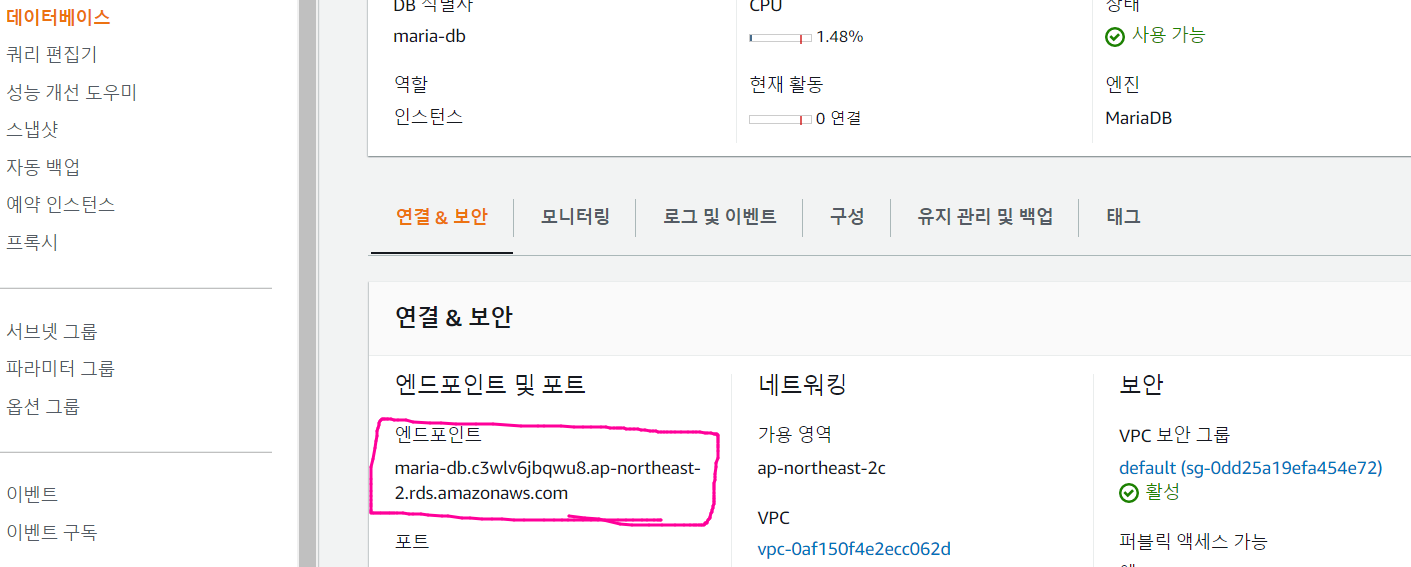 데이터베이스
쿼리 편집기
성능 개선 도우미
스냅샷
자동 백업
예약 인스턴스
프록시
서브넷 그룹
파라미터 그룹
옵션 그룹
이벤트
이벤트 구독
DB 식별자
maria-db
역할
인스턴스
CPU
1.48%
현재 활동
0 연결
상태
사용 가능
엔진
MariaDB
연결 & 보안
모니터링
로그 및 이벤트
구성
유지 관리 및 백업
태그
연결 & 보안
엔드포인트 및 포트
엔드포인트
maria-db.c3wlv6jbqwu8.ap-northeast-
2.rds.amazonaws.com
포트
네트워킹
가용 영역
ap-northeast-2c
VPC
vpc-0af150f4e2ecc062d
보안
VPC 보안 그룹
default (sg-0dd25a19efa454e72)
활성
퍼블릭 액세스 가능